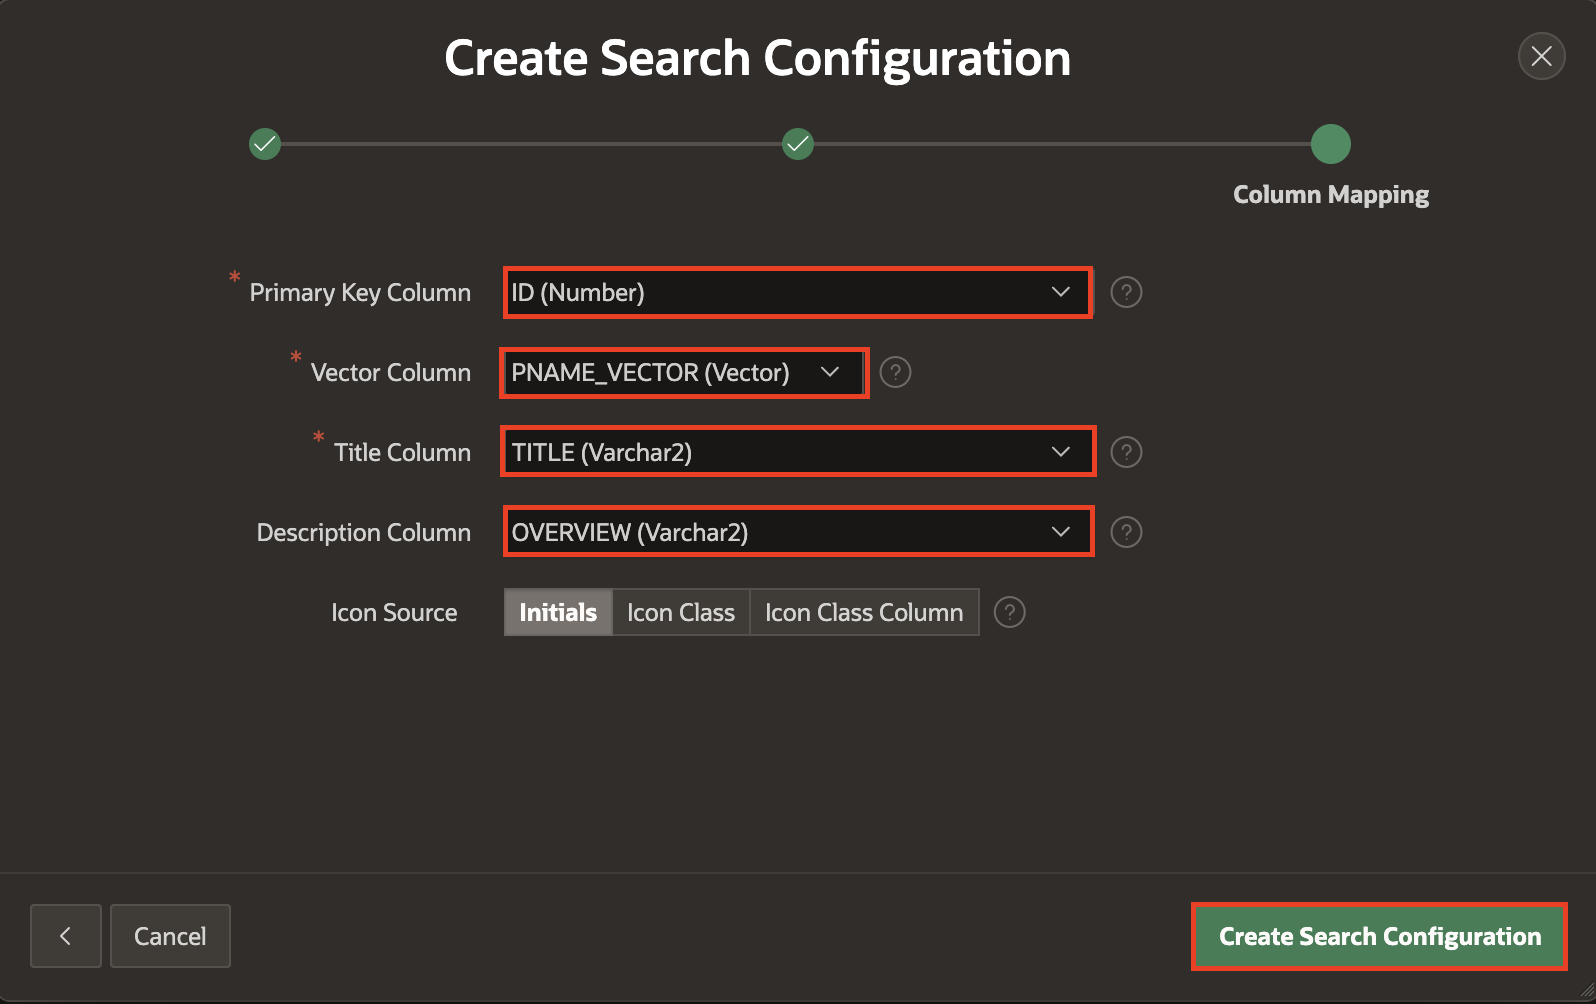 Create Search Configuration
Column Mapping
* Primary Key Column ID (Number) ?
* Vector Column PNAME_VECTOR (Vector) ?
* Title Column TITLE (Varchar2) ?
Description Column OVERVIEW (Varchar2) ?
Icon Source Initials Icon Class Icon Class Column ?
Cancel Create Search Configuration